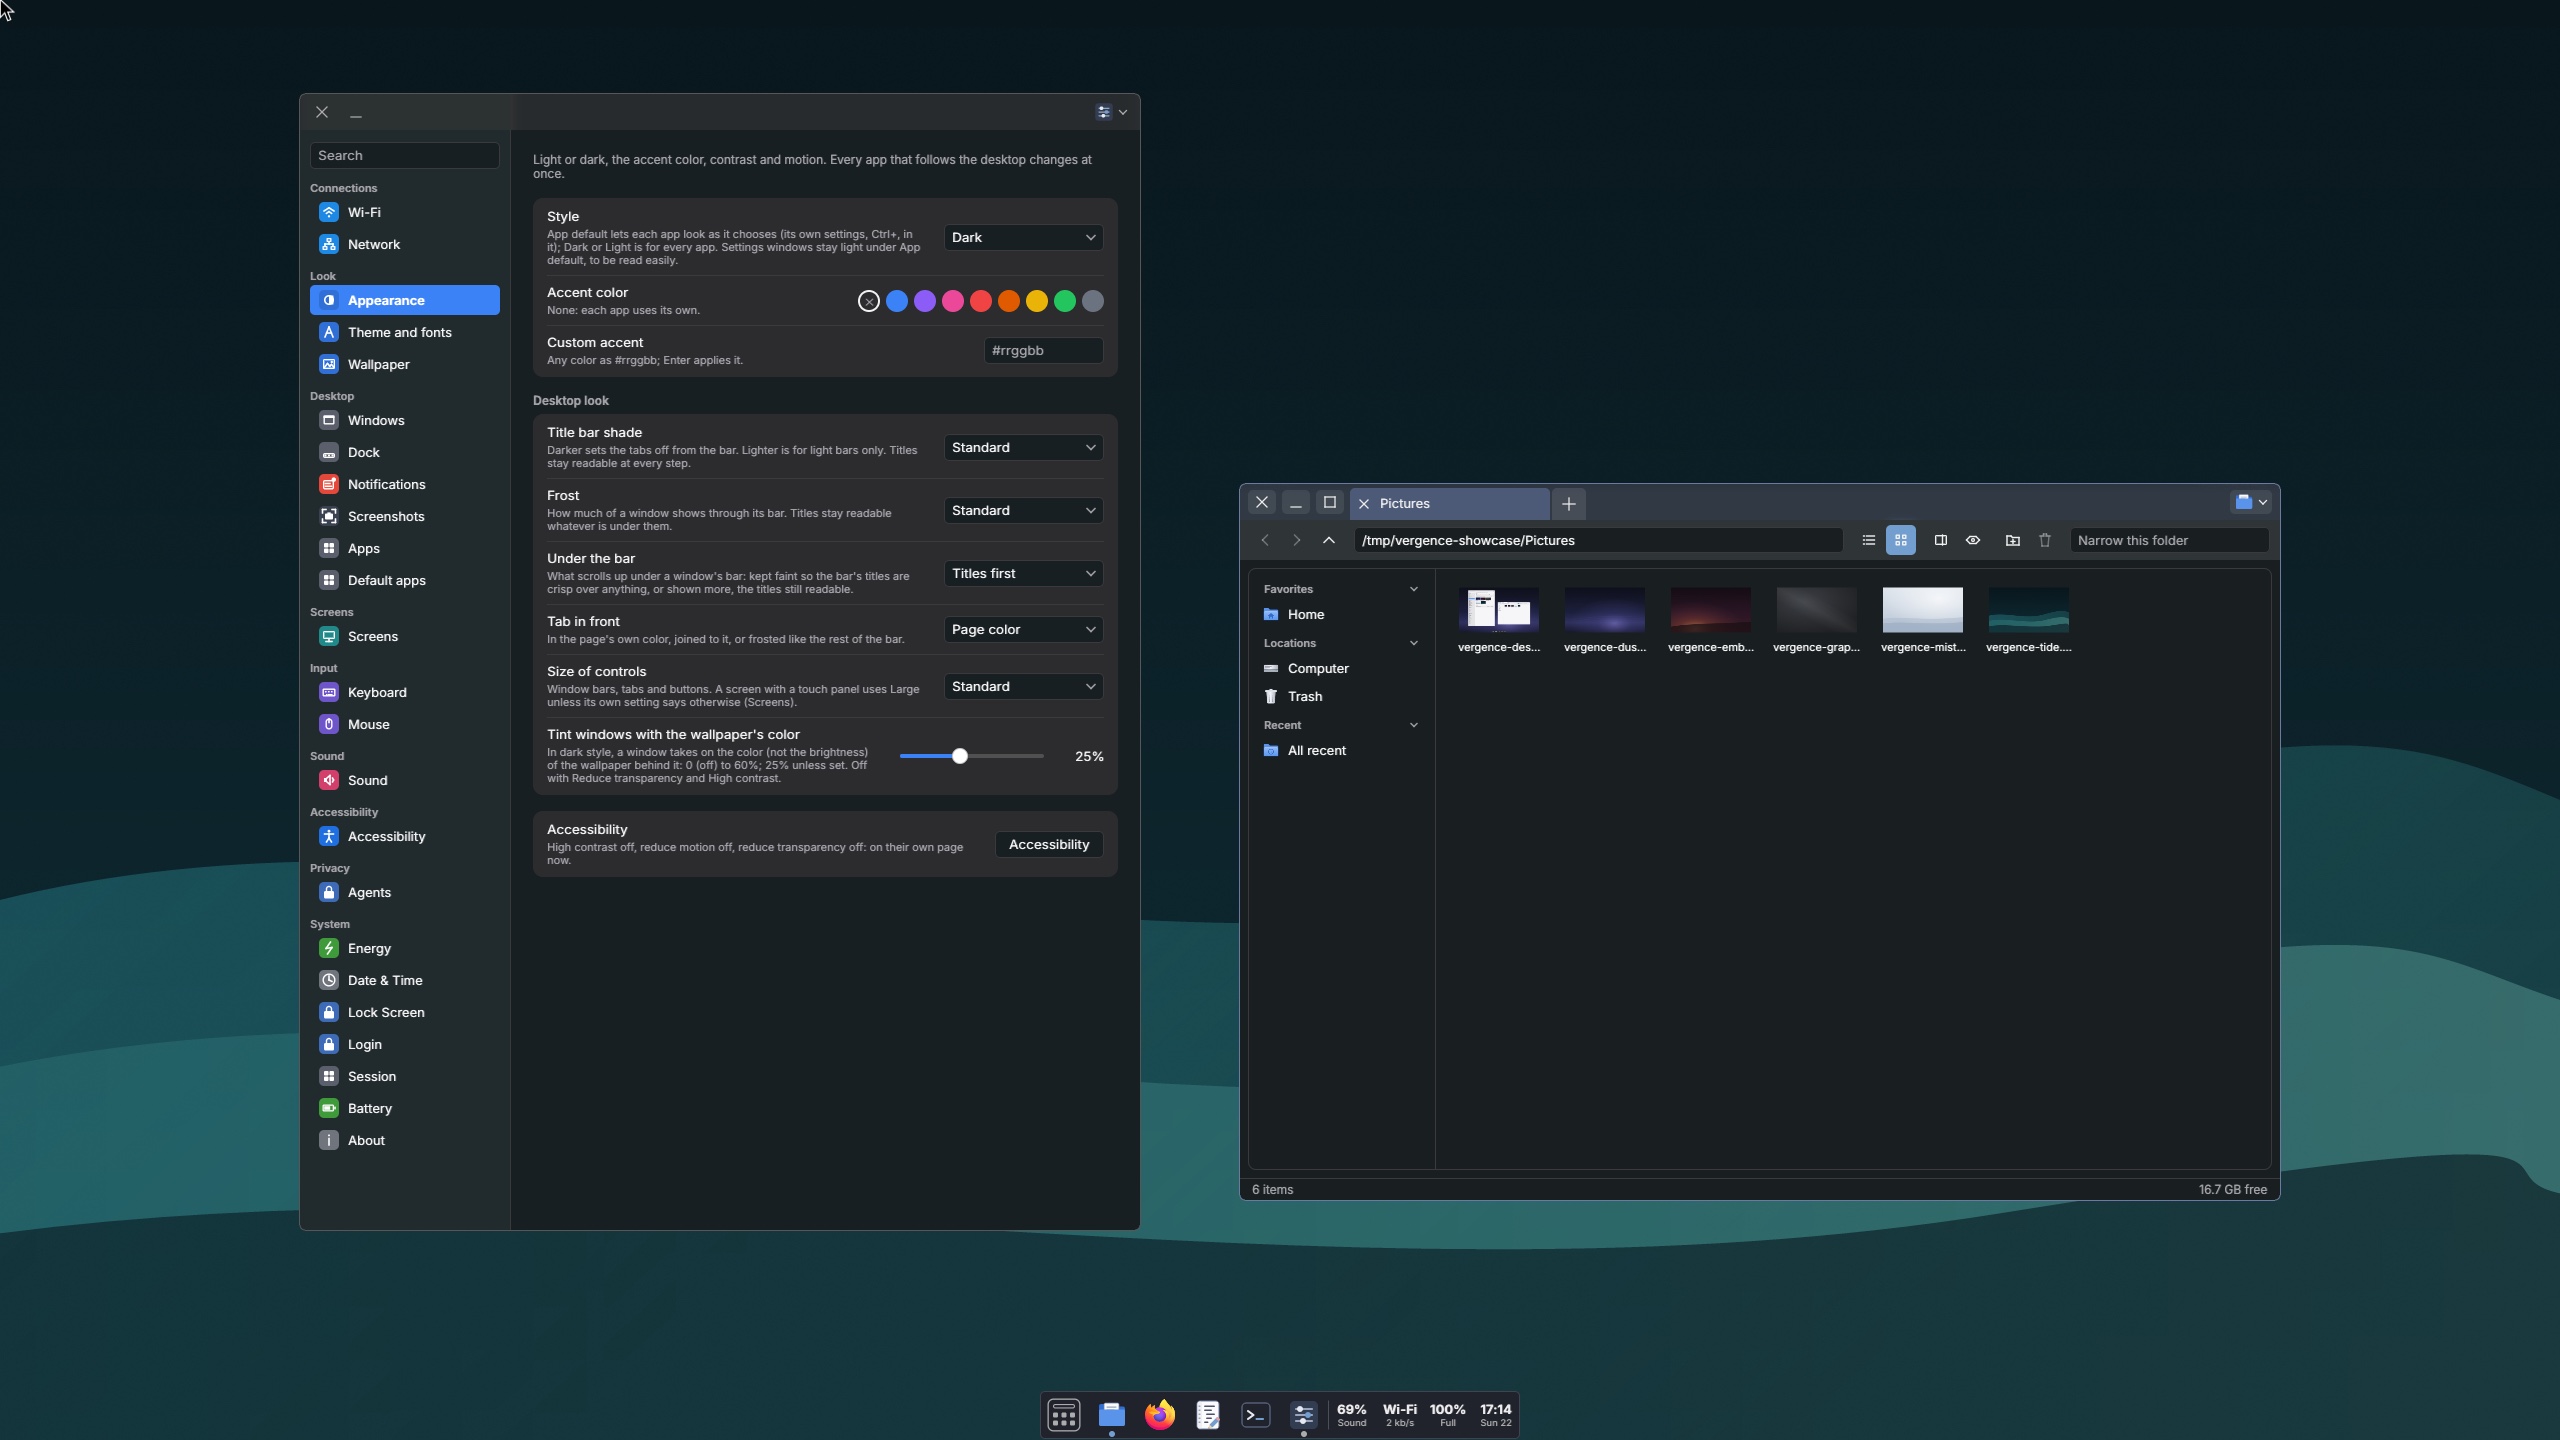 Search
Connections
Wi-Fi
Network
Look
Appearance
Theme and fonts
Wallpaper
Desktop
Windows
Dock
Notifications
Screenshots
Apps
Default apps
Screens
Screens
Input
Keyboard
Mouse
Sound
Sound
Accessibility
Accessibility
Privacy
Agents
System
Energy
Date & Time
Lock Screen
Login
Session
Battery
About
Light or dark, the accent color, contrast and motion. Every app that follows the desktop changes at
once.
Style
App default lets each app look as it chooses (its own settings, Ctrl+, in
it); Dark or Light is for every app. Settings windows stay light under App
default, to be read easily.
Dark
Accent color
None: each app uses its own.
Custom accent
Any color as #rrggbb; Enter applies it.
#rrggbb
Desktop look
Title bar shade
Darker sets the tabs off from the bar. Lighter is for light bars only. Titles
stay readable at every step.
Standard
Frost
How much of a window shows through its bar. Titles stay readable
whatever is under them.
Standard
Under the bar
What scrolls up under a window's bar: kept faint so the bar's titles are
crisp over anything, or shown more, the titles still readable.
Titles first
Tab in front
In the page's own color, joined to it, or frosted like the rest of the bar.
Page color
Size of controls
Window bars, tabs and buttons. A screen with a touch panel uses Large
unless its own setting says otherwise (Screens).
Standard
Tint windows with the wallpaper's color
In dark style, a window takes on the color (not the brightness)
of the wallpaper behind it: 0 (off) to 60%; 25% unless set. Off
with Reduce transparency and High contrast.
25%
Accessibility
High contrast off, reduce motion off, reduce transparency off: on their own page
now.
Accessibility
Pictures
/tmp/vergence-showcase/Pictures
Narrow this folder
Favorites
Home
Locations
Computer
Trash
Recent
All recent
vergence-des...
vergence-dus...
vergence-emb...
vergence-grap...
vergence-mist...
vergence-tide....
6 items
16.7 GB free
69%
Sound
Wi-Fi
2 kb/s
100%
Full
17:14
Sun 22